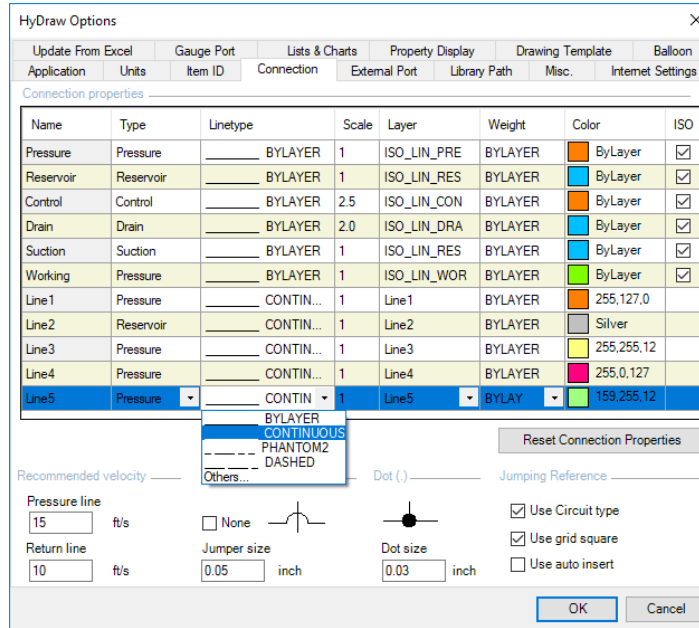 HyDraw Options
Update From Excel Gauge Port Lists & Charts Property Display Drawing Template Balloon
Application Units Item ID Connection External Port Library Path Misc. Internet Settings
Connection properties
Name Type Linetype Scale Layer Weight Color ISO
Pressure Pressure BYLAYER 1 ISO_LIN_PRE BYLAYER ByLayer
Reservoir Reservoir BYLAYER 1 ISO_LIN_RES BYLAYER ByLayer
Control Control BYLAYER 2.5 ISO_LIN_CON BYLAYER ByLayer
Drain Drain BYLAYER 2.0 ISO_LIN_DRA BYLAYER ByLayer
Suction Suction BYLAYER 1 ISO_LIN_RES BYLAYER ByLayer
Working Pressure BYLAYER 1 ISO_LIN_WOR BYLAYER ByLayer
Line1 Pressure CONTIN... 1 Line1 BYLAYER 255,127,0
Line2 Reservoir CONTIN... 1 Line2 BYLAYER Silver
Line3 Pressure CONTIN... 1 Line3 BYLAYER 255,255,12
Line4 Pressure CONTIN... 1 Line4 BYLAYER 255,0,127
Line5 Pressure CONTIN 1 Line5 BYLAY 159,255,12
BYLAYER
CONTINUOUS
PHANTOM2
DASHED
Others...
Reset Connection Properties
Recommended velocity Dot (.) Jumping Reference
Pressure line
15 ft/s
None
Use Circuit type
Use grid square
Return line Jumper size Dot size
10 ft/s 0.05 inch 0.03 inch
Use auto insert
OK Cancel